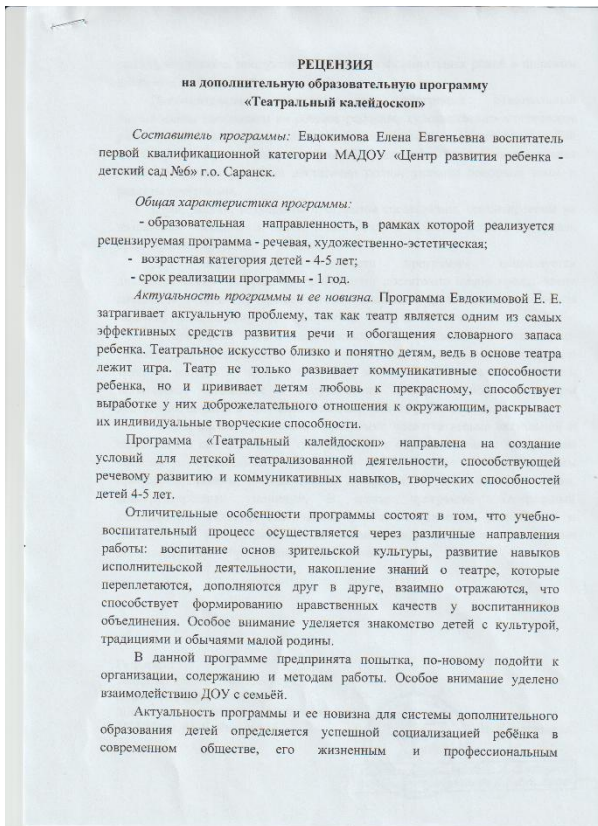 РЕЦЕНЗИЯ
на дополнительную образовательную программу
«Театральный калейдоскоп»
Составитель программы: Евдокимова Елена Евгеньевна воспитатель
первой квалификационной категории МАДОУ «Центр развития ребенка -
детский сад №6» г.о. Саранск.
Общая характеристика программы:
- образовательная направленность, в рамках которой реализуется
рецензируемая программа - речевая, художественно-эстетическая;
- возрастная категория детей - 4-5 лет;
- срок реализации программы - 1 год.
Актуальность программы и ее новизна. Программа Евдокимовой Е. Е.
затрагивает актуальную проблему, так как театр является одним из самых
эффективных средств развития речи и обогащения словарного запаса
ребенка. Театральное искусство близко и понятно детям, ведь в основе театра
лежит игра. Театр не только развивает коммуникативные способности
ребенка, но и прививает детям любовь к прекрасному, способствует
выработке у них доброжелательного отношения к окружающим, раскрывает
их индивидуальные творческие способности.
Программа «Театральный калейдоскоп» направлена на создание
условий для детской театрализованной деятельности, способствующей
речевому развитию и коммуникативных навыков, творческих способностей
детей 4-5 лет.
Отличительные особенности программы состоят в том, что учебно-
воспитательный процесс осуществляется через различные направления
работы: воспитание основ зрительской культуры, развитие навыков
исполнительской деятельности, накопление знаний о театре, которые
переплетаются, дополняются друг в друге, взаимно отражаются, что
способствует формированию нравственных качеств у воспитанников
объединения. Особое внимание уделяется знакомство детей с культурой,
традициями и обычаями малой родины.
В данной программе предпринята попытка, по-новому подойти к
организации, содержанию и методам работы. Особое внимание уделено
взаимодействию ДОУ с семьёй.
Актуальность программы и ее новизна для системы дополнительного
образования детей определяется успешной социализацией ребёнка в
современном обществе, его жизненным и профессиональным